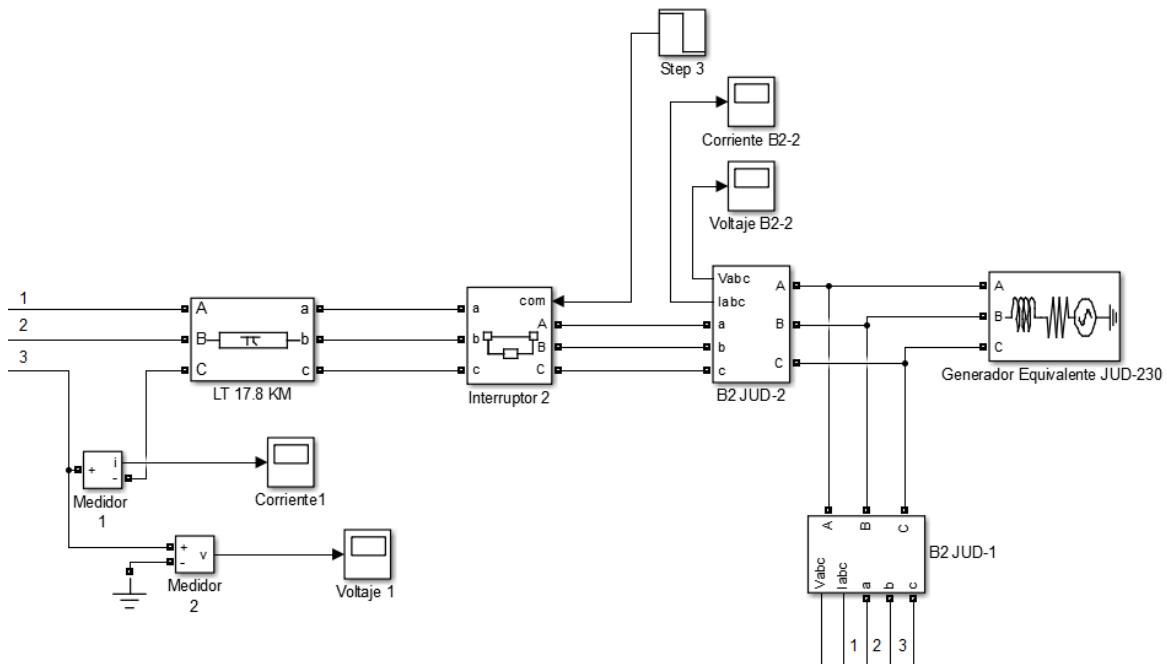 Step 3
Corriente B2-2
Voltaje B2-2
1
2
3
A
B
C
a
b
c
LT 17.8 KM
com
a
b
c
A
B
C
Interruptor 2
Vabc
Iabc
a
b
c
A
B
C
B2 JUD-2
A
B
C
Generador Equivalente JUD-230
+
i
-
Medidor
1
Corriente1
+
-
v
Medidor
2
Voltaje 1
A
B
C
Vabc
Iabc
a
b
c
B2 JUD-1
1
2
3